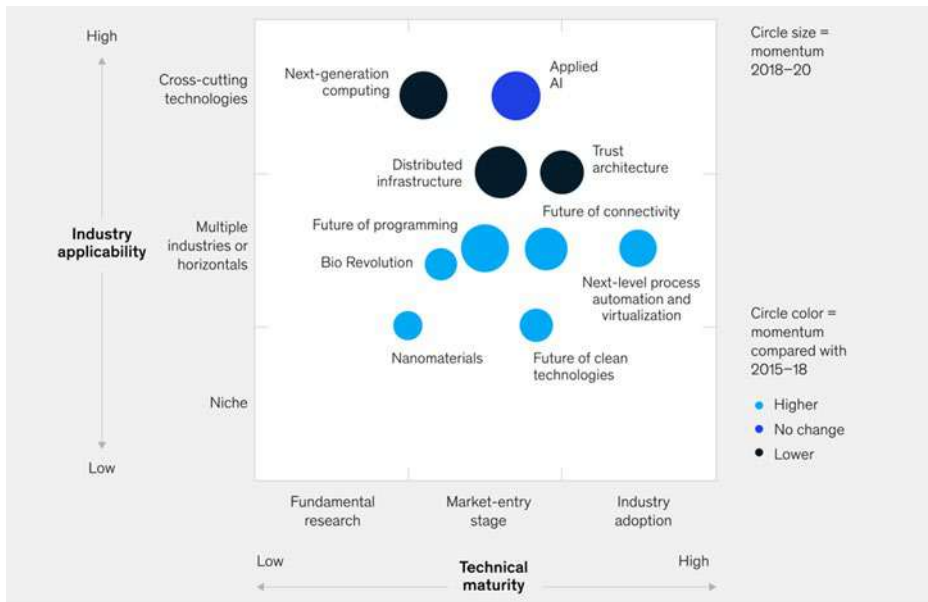 High
Cross-cutting
technologies
Industry
applicability
Multiple
industries or
horizontals
Niche
Low
Next-generation
computing
Applied
AI
Distributed
infrastructure
Trust
architecture
Future of programming
Future of connectivity
Bio Revolution
Next-level process
automation and
virtualization
Nanomaterials
Future of clean
technologies
Circle size =
momentum
2018–20
Circle color =
momentum
compared with
2015–18
Higher
No change
Lower
Fundamental
research
Market-entry
stage
Industry
adoption
Low
Technical
maturity
High